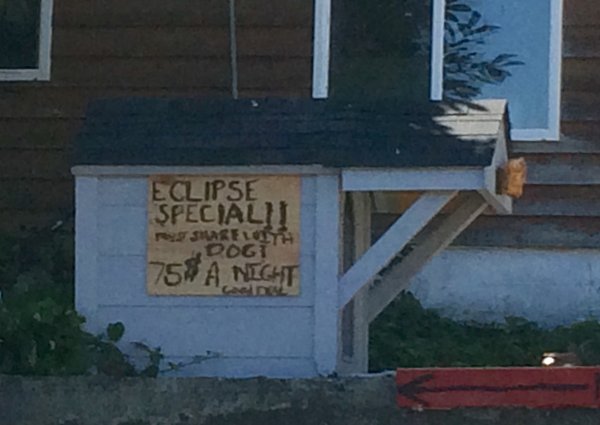 ECLIPSE
SPECIAL!!
MUST SHARE WITH
DOG!
75$ A NIGHT
GOOD DEAL